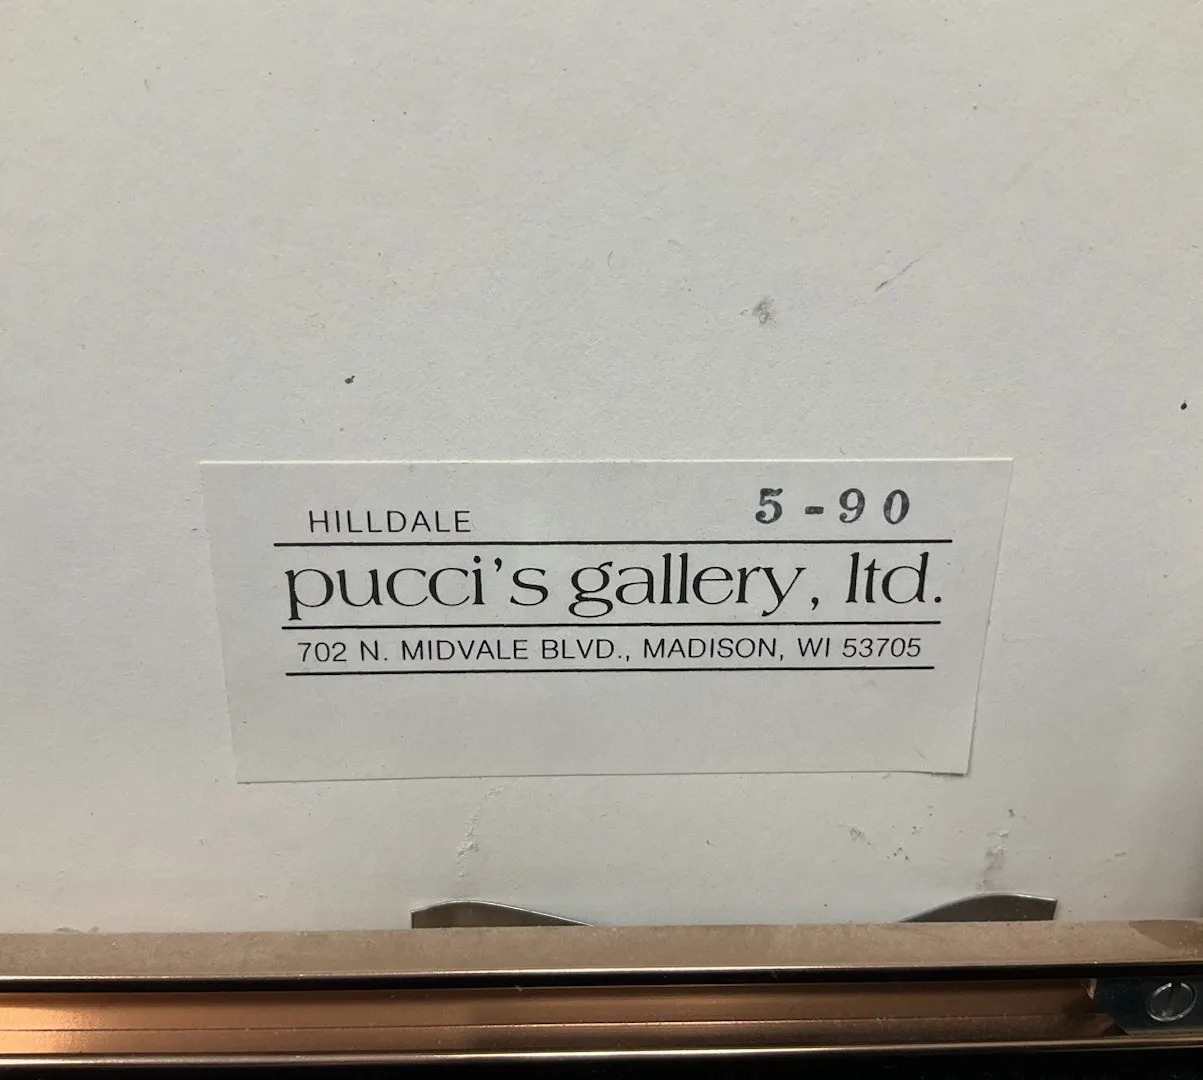 HILLDALE 5-90
pucci's gallery, ltd.
702 N. MIDVALE BLVD., MADISON, WI 53705